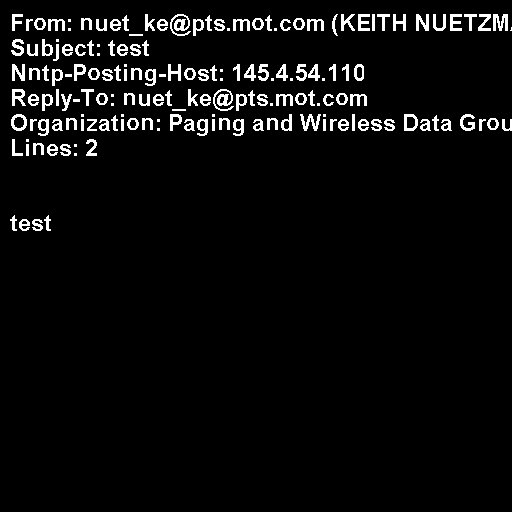 From: nuet_ke@pts.mot.com (KEITH NUETZMA
Subject: test
Nntp-Posting-Host: 145.4.54.110
Reply-To: nuet_ke@pts.mot.com
Organization: Paging and Wireless Data Grou
Lines: 2
test